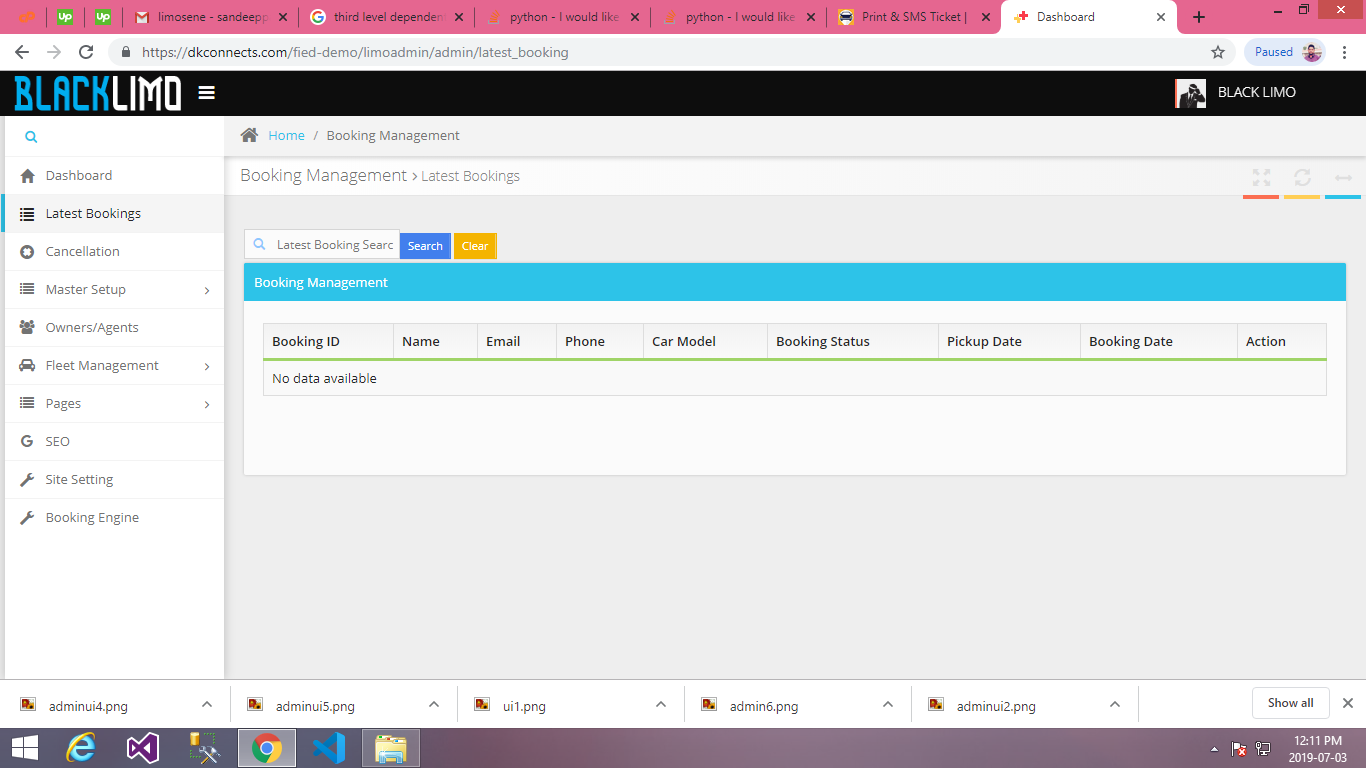 limosene - sandeepp
third level dependen
python - I would like
python - I would like
Print & SMS Ticket |
Dashboard
https://dkconnects.com/fied-demo/limoadmin/admin/latest_booking
Paused
BLACKLIMO
BLACK LIMO
Home / Booking Management
Dashboard
Latest Bookings
Cancellation
Master Setup
Owners/Agents
Fleet Management
Pages
SEO
Site Setting
Booking Engine
Booking Management › Latest Bookings
Latest Booking Searc
Search
Clear
Booking Management
Booking ID Name Email Phone Car Model Booking Status Pickup Date Booking Date Action
No data available
adminui4.png
adminui5.png
ui1.png
admin6.png
adminui2.png
Show all
12:11 PM
2019-07-03